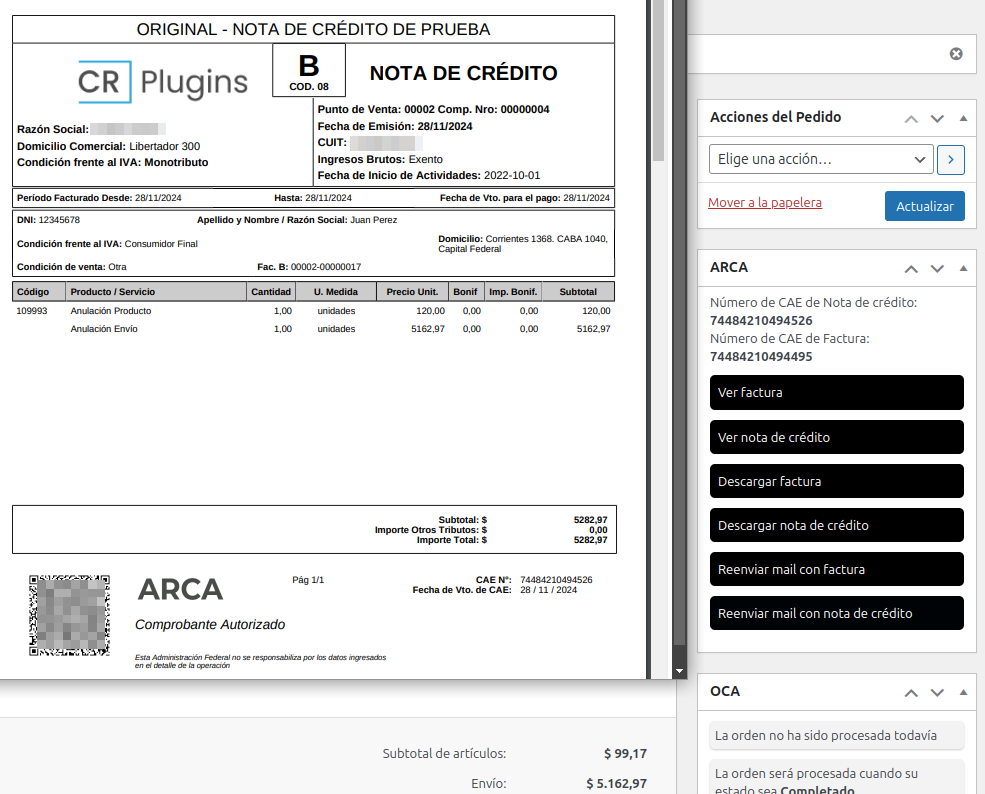 ORIGINAL - NOTA DE CRÉDITO DE PRUEBA
CR Plugins
B
COD. 08
NOTA DE CRÉDITO
Punto de Venta: 00002 Comp. Nro: 00000004
Razón Social:
Fecha de Emisión: 28/11/2024
Domicilio Comercial: Libertador 300
CUIT:
Condición frente al IVA: Monotributo
Ingresos Brutos: Exento
Fecha de Inicio de Actividades: 2022-10-01
Período Facturado Desde: 28/11/2024 Hasta: 28/11/2024 Fecha de Vto. para el pago: 28/11/2024
DNI: 12345678 Apellido y Nombre / Razón Social: Juan Perez
Condición frente al IVA: Consumidor Final
Domicilio: Corrientes 1368. CABA 1040,
Capital Federal
Condición de venta: Otra Fac. B: 00002-00000017
Código Producto / Servicio Cantidad U. Medida Precio Unit. Bonif Imp. Bonif. Subtotal
109993 Anulación Producto 1,00 unidades 120,00 0,00 0,00 120,00
Anulación Envío 1,00 unidades 5162,97 0,00 0,00 5162,97
Subtotal: $ 5282,97
Importe Otros Tributos: $ 0,00
Importe Total: $ 5282,97
ARCA
Pág 1/1
CAE Nº: 74484210494526
Fecha de Vto. de CAE: 28 / 11 / 2024
Comprobante Autorizado
Esta Administración Federal no se responsabiliza por los datos ingresados
en el detalle de la operación
Subtotal de artículos: $ 99,17
Envío: $ 5.162,97
Acciones del Pedido
Elige una acción...
Mover a la papelera
Actualizar
ARCA
Número de CAE de Nota de crédito:
74484210494526
Número de CAE de Factura:
74484210494495
Ver factura
Ver nota de crédito
Descargar factura
Descargar nota de crédito
Reenviar mail con factura
Reenviar mail con nota de crédito
OCA
La orden no ha sido procesada todavía
La orden será procesada cuando su
estado sea Completado